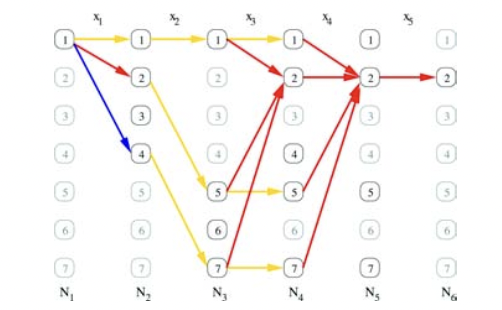 x1 x2 x3 x4 x5
1 1 1 1 1 1
2 2 2 2 2 2
3 3 3 3 3 3
4 4 4 4 4 4
5 5 5 5 5 5
6 6 6 6 6 6
7 7 7 7 7 7
N1 N2 N3 N4 N5 N6